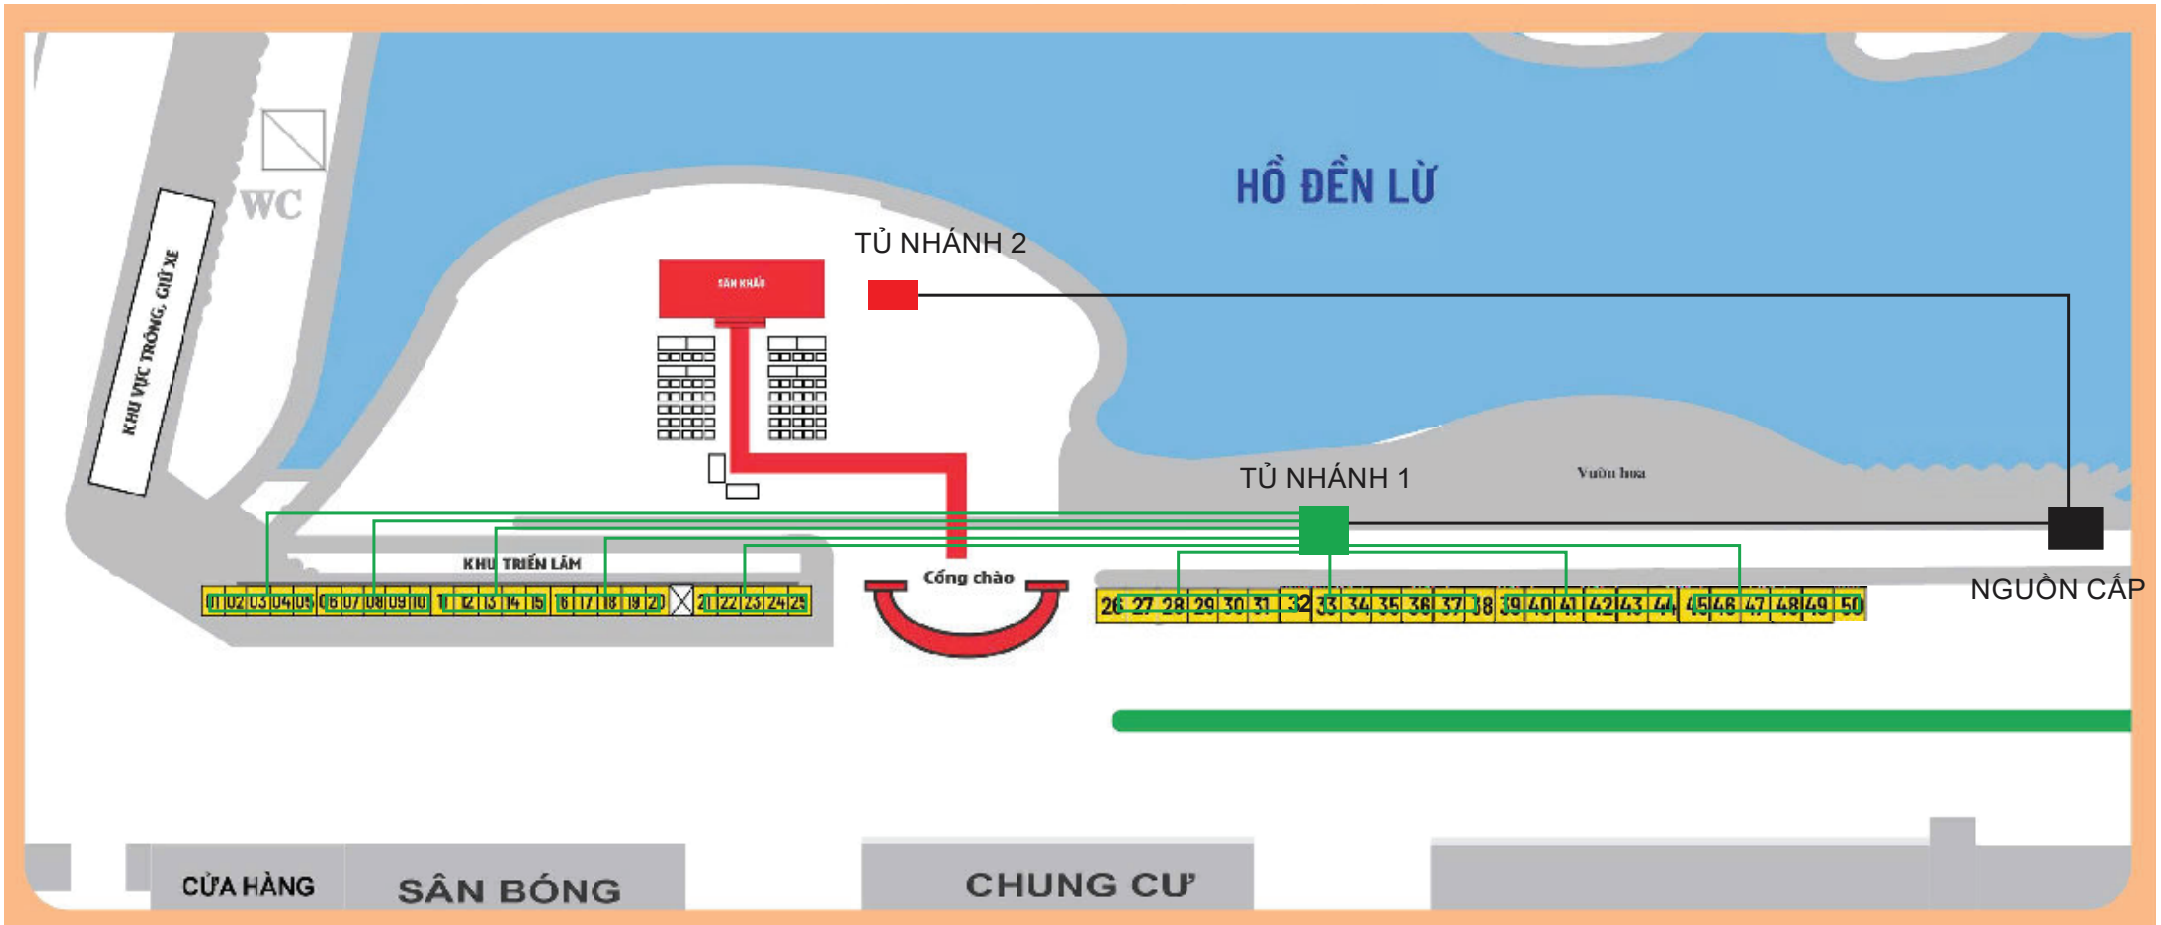 HỒ ĐỀN LỪ
WC
TỦ NHÁNH 2
SÂN KHẤU
KHU VỰC TRÔNG, GIỮ XE
TỦ NHÁNH 1
Vườn hoa
KHU TRIỂN LÃM
Cổng chào
NGUỒN CẤP
01 02 03 04 05 06 07 08 09 10 11 12 13 14 15 16 17 18 19 20 21 22 23 24 25
26 27 28 29 30 31 32 33 34 35 36 37 38 39 40 41 42 43 44 45 46 47 48 49 50
CỬA HÀNG
SÂN BÓNG
CHUNG CƯ